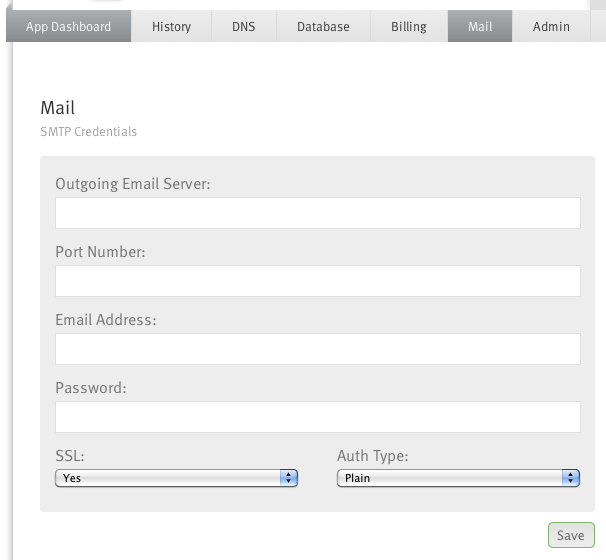 App Dashboard History DNS Database Billing Mail Admin
Mail
SMTP Credentials
Outgoing Email Server:
Port Number:
Email Address:
Password:
SSL: Auth Type:
Yes Plain
Save